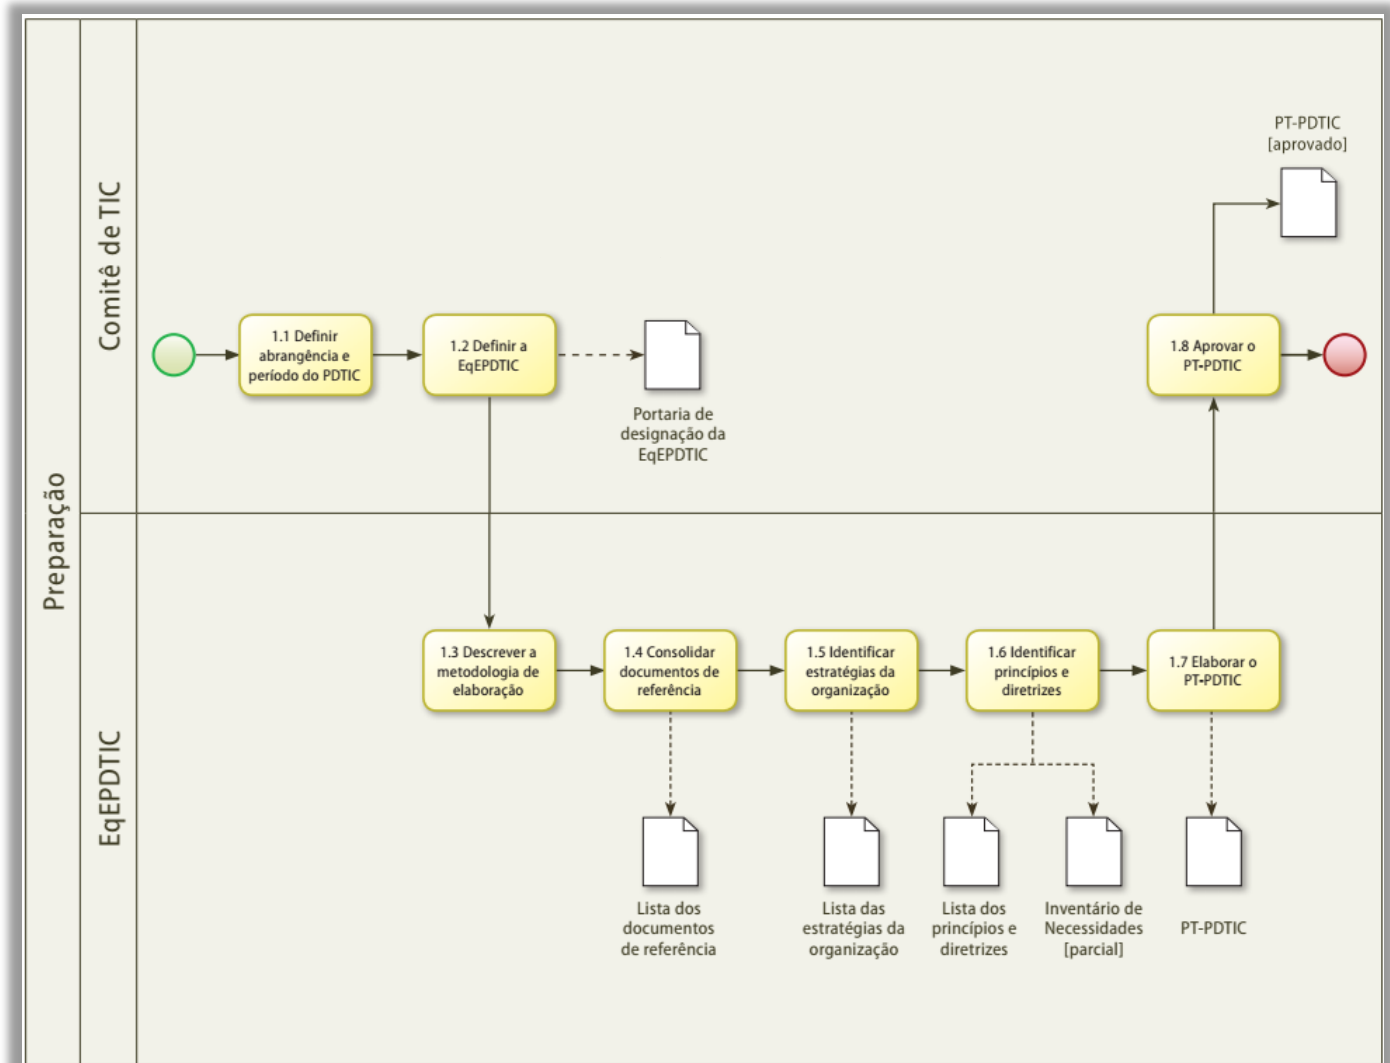 Preparação
Comitê de TIC
1.1 Definir
abrangência e
período do PDTIC
1.2 Definir a
EqEPDTIC
Portaria de
designação da
EqEPDTIC
PT-PDTIC
[aprovado]
1.8 Aprovar o
PT-PDTIC
EqEPDTIC
1.3 Descrever a
metodologia de
elaboração
1.4 Consolidar
documentos de
referência
1.5 Identificar
estratégias da
organização
1.6 Identificar
princípios e
diretrizes
1.7 Elaborar o
PT-PDTIC
Lista dos
documentos
de referência
Lista das
estratégias da
organização
Lista dos
princípios e
diretrizes
Inventário de
Necessidades
[parcial]
PT-PDTIC